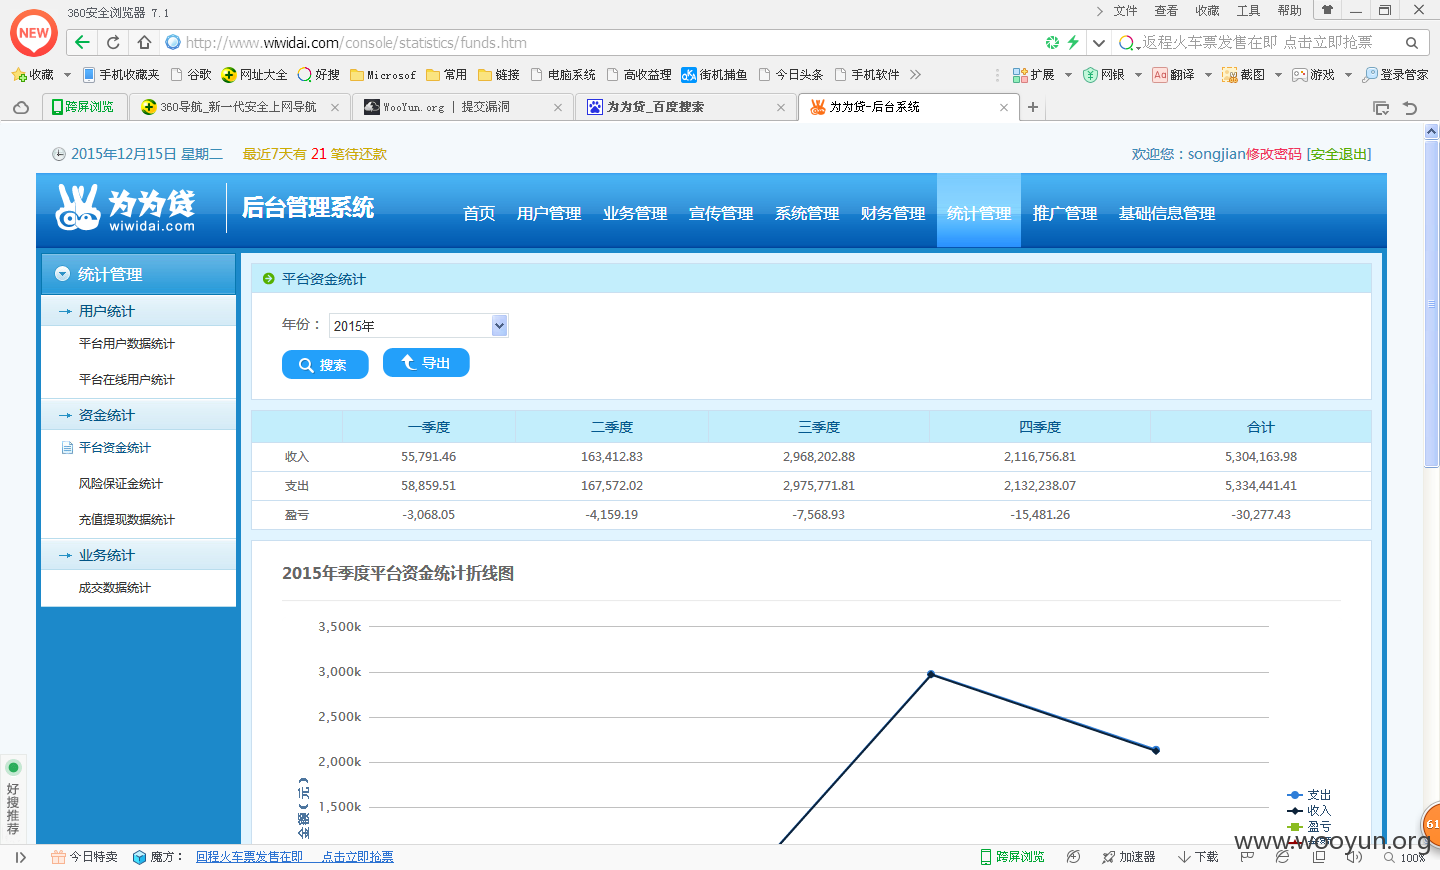 360安全浏览器 7.1
文件 查看 收藏 工具 帮助
NEW
http://www.wiwidai.com/console/statistics/funds.htm
返程火车票发售在即 点击立即抢票
收藏 手机收藏夹 谷歌 网址大全 好搜 Microsof 常用 链接 电脑系统 高收益理 街机捕鱼 今日头条 手机软件 扩展 网银 翻译 截图 游戏 登录管家
跨屏浏览 360导航_新一代安全上网导航 WooYun.org | 提交漏洞 为为贷_百度搜索 为为贷-后台系统
2015年12月15日 星期二 最近7天有 21 笔待还款
欢迎您：songjian修改密码 [安全退出]
为为贷
wiwidai.com
后台管理系统
首页 用户管理 业务管理 宣传管理 系统管理 财务管理 统计管理 推广管理 基础信息管理
统计管理
用户统计
平台用户数据统计
平台在线用户统计
资金统计
平台资金统计
风险保证金统计
充值提现数据统计
业务统计
成交数据统计
平台资金统计
年份： 2015年
搜索 导出
一季度 二季度 三季度 四季度 合计
收入 55,791.46 163,412.83 2,968,202.88 2,116,756.81 5,304,163.98
支出 58,859.51 167,572.02 2,975,771.81 2,132,238.07 5,334,441.41
盈亏 -3,068.05 -4,159.19 -7,568.93 -15,481.26 -30,277.43
2015年季度平台资金统计折线图
3,500k
3,000k
2,500k
2,000k
1,500k
金额(元)
支出
收入
盈亏
61
好搜推荐
www.wooyun.org
今日特卖 魔方： 回程火车票发售在即 点击立即抢票
跨屏浏览 加速器 下载 100%